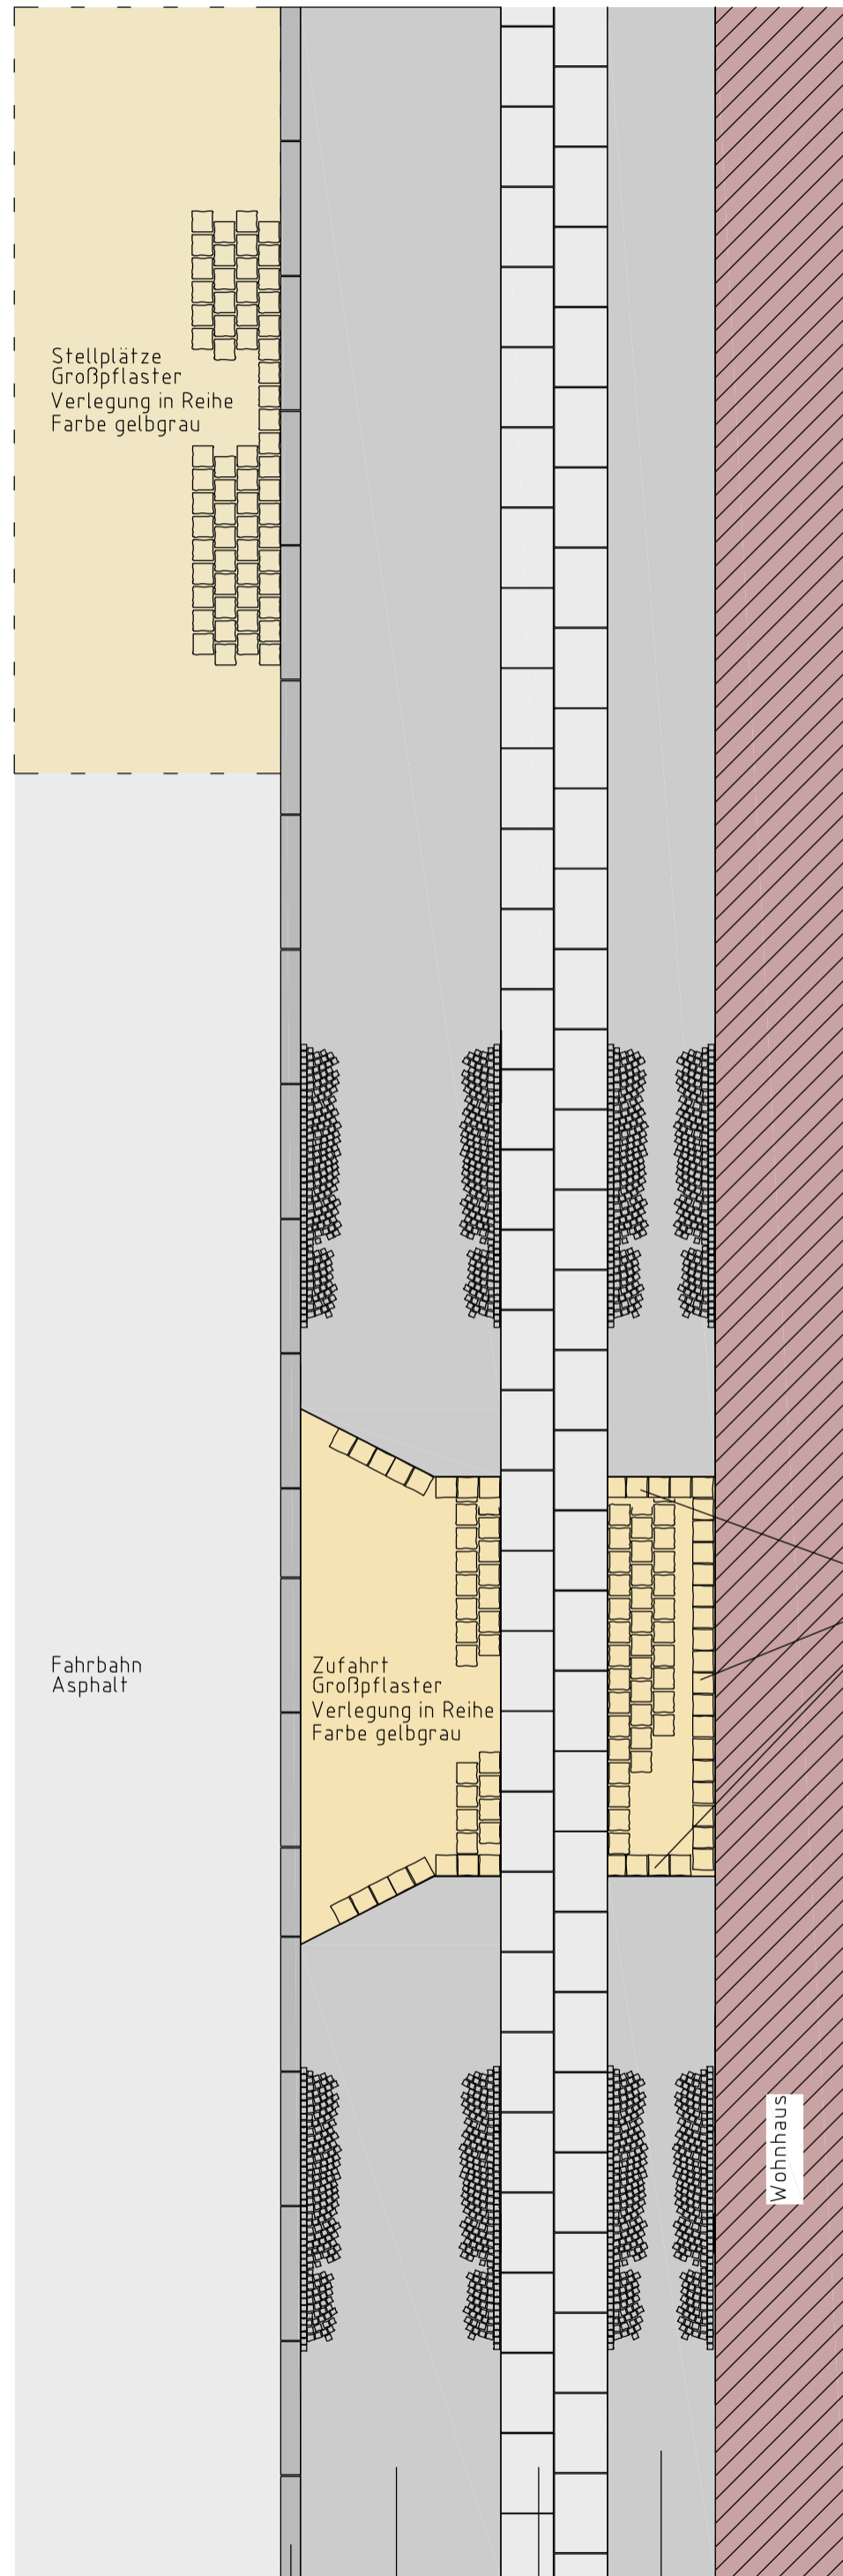 Stellplätze
Großpflaster
Verlegung in Reihe
Farbe gelbgrau
Fahrbahn
Asphalt
Zufahrt
Großpflaster
Verlegung in Reihe
Farbe gelbgrau
Wohnhaus